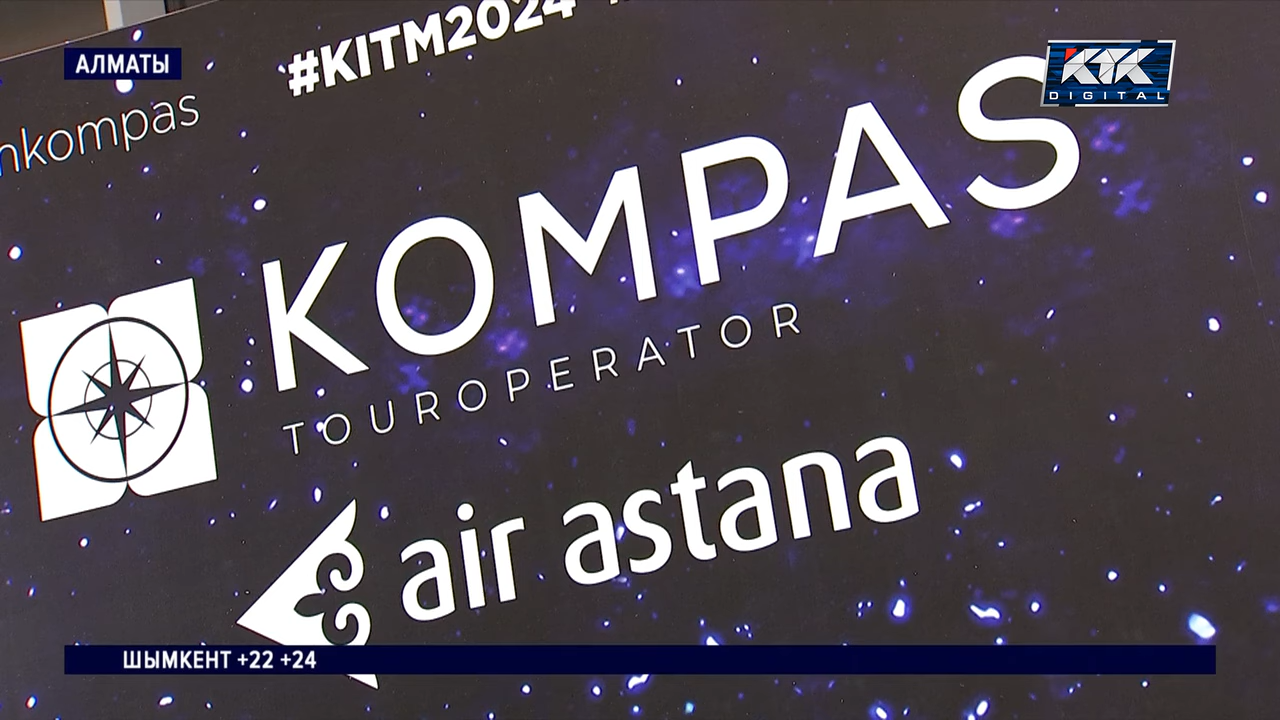 #KITM2024
АЛМАТЫ
KTK
DIGITAL
nkompas
KOMPAS
TOUROPERATOR
air astana
ШЫМКЕНТ +22 +24